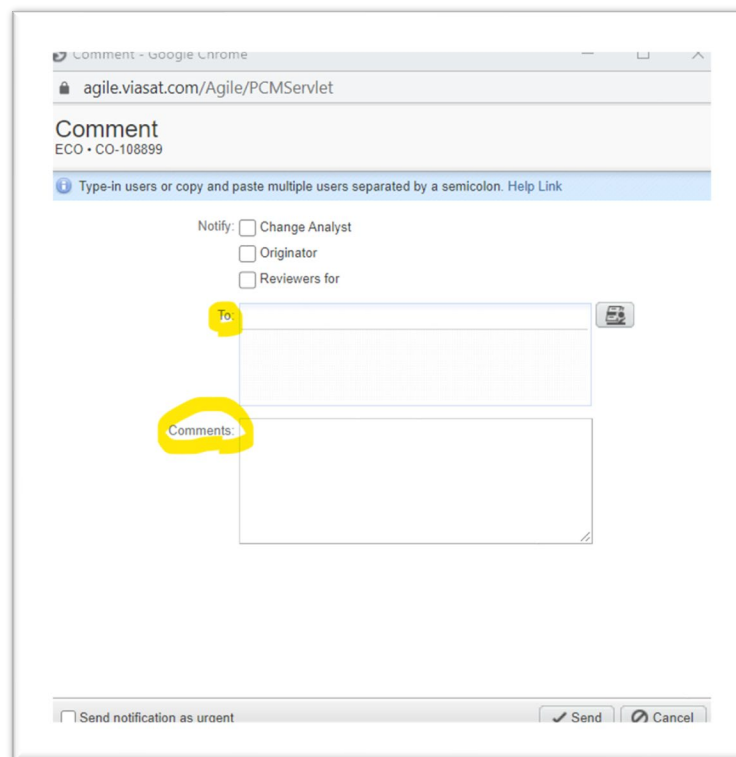 Comment - Google Chrome
agile.viasat.com/Agile/PCMServlet
Comment
ECO • CO-108899
Type-in users or copy and paste multiple users separated by a semicolon. Help Link
Notify: Change Analyst
Originator
Reviewers for
To:
Comments:
Send notification as urgent Send Cancel